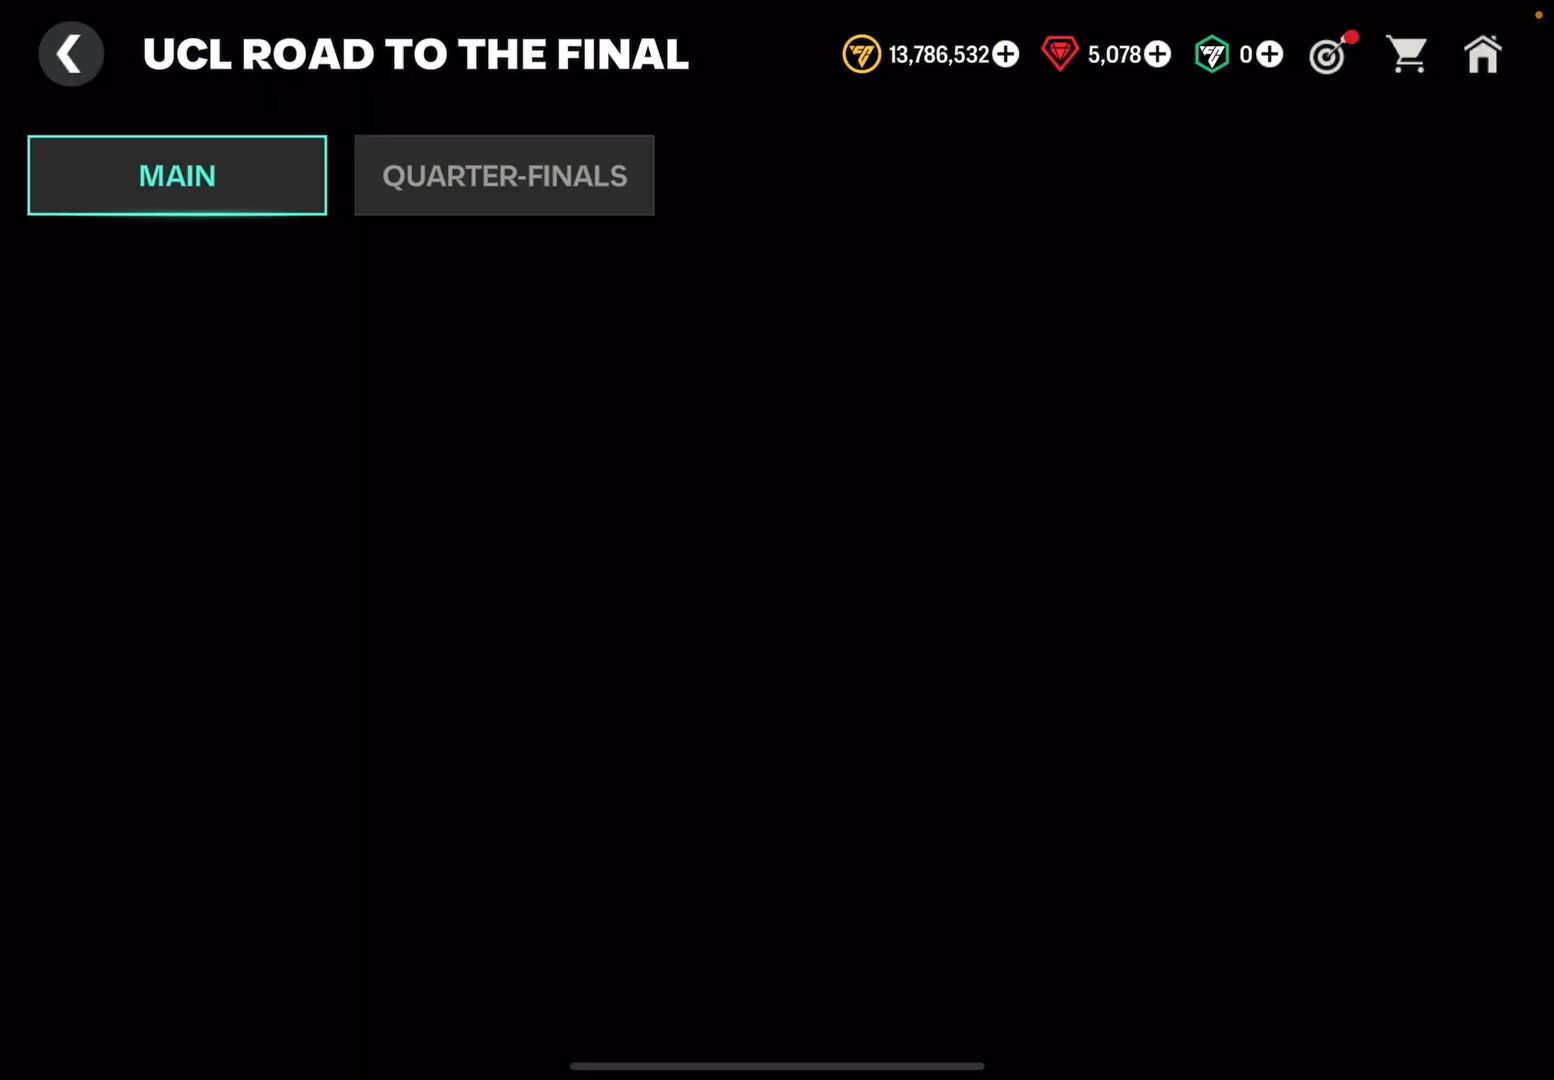 UCL ROAD TO THE FINAL
13,786,532
5,078
0
MAIN
QUARTER-FINALS